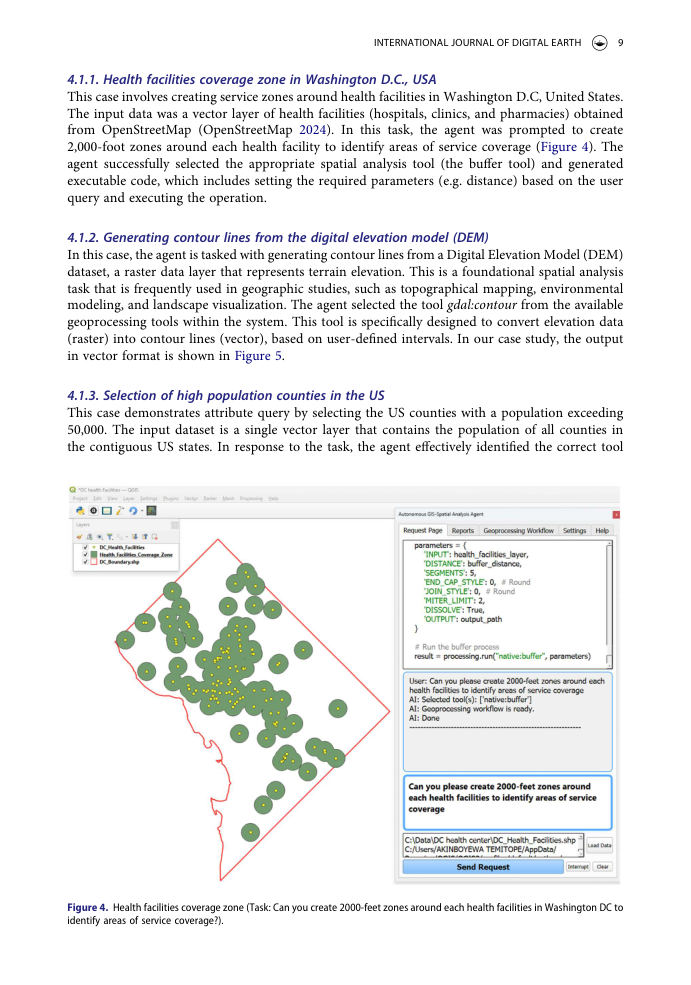 INTERNATIONAL JOURNAL OF DIGITAL EARTH 9
4.1.1. Health facilities coverage zone in Washington D.C., USA
This case involves creating service zones around health facilities in Washington D.C, United States.
The input data was a vector layer of health facilities (hospitals, clinics, and pharmacies) obtained
from OpenStreetMap (OpenStreetMap 2024). In this task, the agent was prompted to create
2,000-foot zones around each health facility to identify areas of service coverage (Figure 4). The
agent successfully selected the appropriate spatial analysis tool (the buffer tool) and generated
executable code, which includes setting the required parameters (e.g. distance) based on the user
query and executing the operation.
4.1.2. Generating contour lines from the digital elevation model (DEM)
In this case, the agent is tasked with generating contour lines from a Digital Elevation Model (DEM)
dataset, a raster data layer that represents terrain elevation. This is a foundational spatial analysis
task that is frequently used in geographic studies, such as topographical mapping, environmental
modeling, and landscape visualization. The agent selected the tool gdal:contour from the available
geoprocessing tools within the system. This tool is specifically designed to convert elevation data
(raster) into contour lines (vector), based on user-defined intervals. In our case study, the output
in vector format is shown in Figure 5.
4.1.3. Selection of high population counties in the US
This case demonstrates attribute query by selecting the US counties with a population exceeding
50,000. The input dataset is a single vector layer that contains the population of all counties in
the contiguous US states. In response to the task, the agent effectively identified the correct tool
*DC health Facilities — QGIS
Project Edit View Layer Settings Plugins Vector Raster Mesh Processing Help
Layers
DC_Health_Facilities
Health_Facilities_Coverage_Zone
DC_Boundary.shp
Autonomous GIS-Spatial Analysis Agent
Request Page Reports Geoprocessing Workflow Settings Help
parameters = {
'INPUT': health_facilities_layer,
'DISTANCE': buffer_distance,
'SEGMENTS': 5,
'END_CAP_STYLE': 0, # Round
'JOIN_STYLE': 0, # Round
'MITER_LIMIT': 2,
'DISSOLVE': True,
'OUTPUT': output_path
}
# Run the buffer process
result = processing.run("native:buffer", parameters)
User: Can you please create 2000-feet zones around each
health facilities to identify areas of service coverage
AI: Selected tool(s): ['native:buffer']
AI: Geoprocessing workflow is ready.
AI: Done
------------------------------------------------------------
Can you please create 2000-feet zones around
each health facilities to identify areas of service
coverage
C:\Data\DC health center\DC_Health_Facilities.shp
C:/Users/AKINBOYEWA TEMITOPE/AppData/
Load Data
Send Request Interrupt Clear
Figure 4. Health facilities coverage zone (Task: Can you create 2000-feet zones around each health facilities in Washington DC to
identify areas of service coverage?).